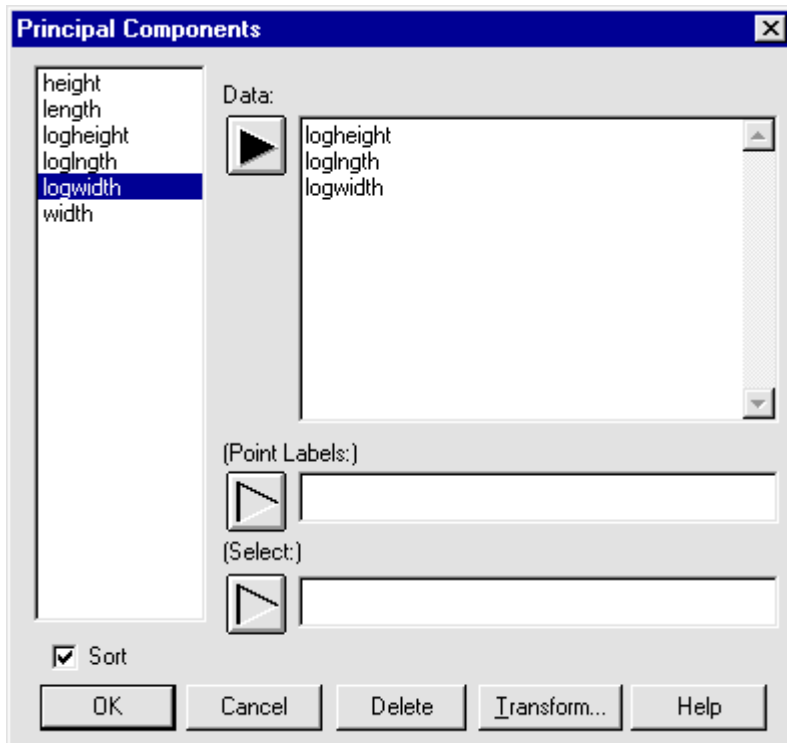 Principal Components
height
length
logheight
loglngth
logwidth
width
Data:
logheight
loglngth
logwidth
(Point Labels:)
(Select:)
Sort
OK
Cancel
Delete
Transform...
Help